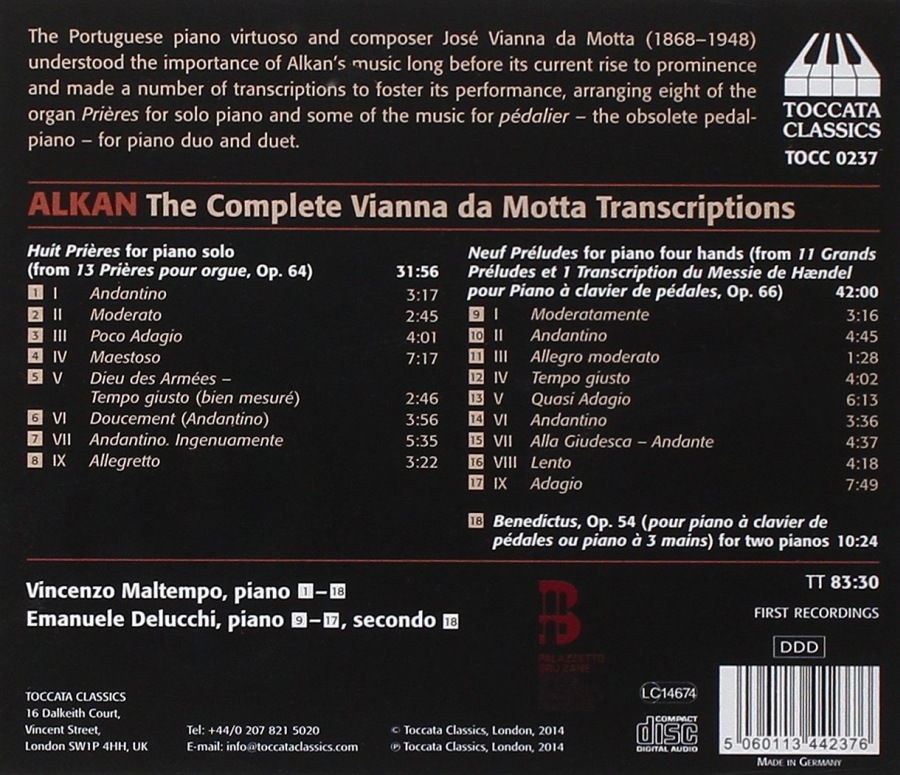 The Portuguese piano virtuoso and composer José Vianna da Motta (1868–1948)
understood the importance of Alkan's music long before its current rise to prominence
and made a number of transcriptions to foster its performance, arranging eight of the
organ Prières for solo piano and some of the music for pédalier – the obsolete pedal-
piano – for piano duo and duet.
TOCCATA
CLASSICS
TOCC 0237
ALKAN The Complete Vianna da Motta Transcriptions
Huit Prières for piano solo
(from 13 Prières pour orgue, Op. 64) 31:56
1 I Andantino 3:17
2 II Moderato 2:45
3 III Poco Adagio 4:01
4 IV Maestoso 7:17
5 V Dieu des Armées –
Tempo giusto (bien mesuré) 2:46
6 VI Doucement (Andantino) 3:56
7 VII Andantino. Ingenuamente 5:35
8 IX Allegretto 3:22
Neuf Préludes for piano four hands (from 11 Grands
Préludes et 1 Transcription du Messie de Hændel
pour Piano à clavier de pédales, Op. 66) 42:00
9 I Moderatamente 3:16
10 II Andantino 4:45
11 III Allegro moderato 1:28
12 IV Tempo giusto 4:02
13 V Quasi Adagio 6:13
14 VI Andantino 3:36
15 VII Alla Giudesca – Andante 4:37
16 VIII Lento 4:18
17 IX Adagio 7:49
18 Benedictus, Op. 54 (pour piano à clavier de
pédales ou piano à 3 mains) for two pianos 10:24
Vincenzo Maltempo, piano 1–18
Emanuele Delucchi, piano 9–17, secondo 18
TT 83:30
FIRST RECORDINGS
DDD
PALAZZETTO
BRU ZANE
TOCCATA CLASSICS
16 Dalkeith Court,
Vincent Street,
London SW1P 4HH, UK
Tel: +44/0 207 821 5020
E-mail: info@toccataclassics.com
© Toccata Classics, London, 2014
℗ Toccata Classics, London, 2014
LC14674
COMPACT
disc
DIGITAL AUDIO
5 060113 442376
MADE IN GERMANY